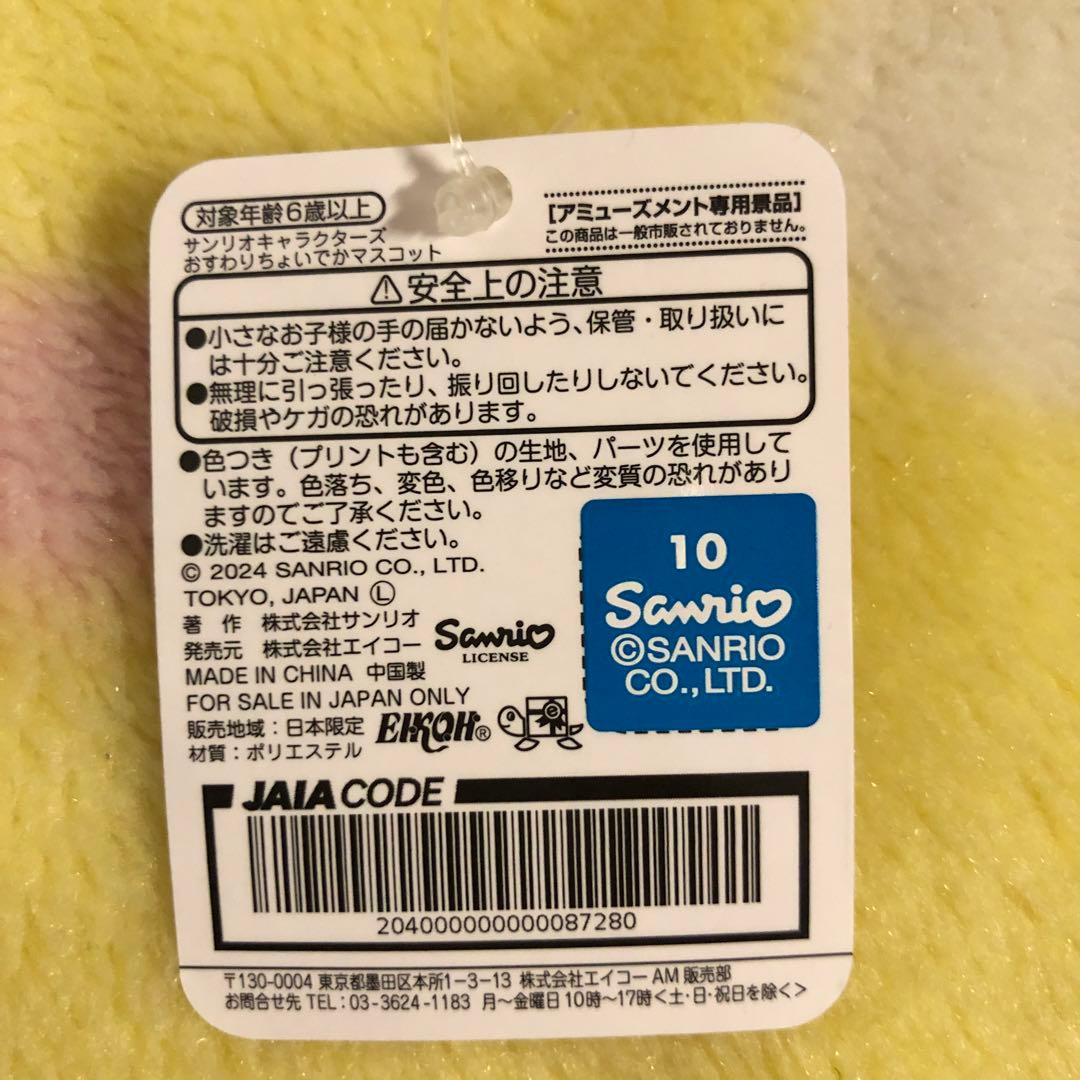 対象年齢6歳以上
[アミューズメント専用景品]
この商品は一般市販されておりません。
サンリオキャラクターズ
おすわりちょいでかマスコット
⚠安全上の注意
●小さなお子様の手の届かないよう、保管・取り扱いに
は十分ご注意ください。
●無理に引っ張ったり、振り回したりしないでください。
破損やケガの恐れがあります。
●色つき（プリントも含む）の生地、パーツを使用して
います。色落ち、変色、色移りなど変質の恐れがあり
ますのでご了承ください。
●洗濯はご遠慮ください。
© 2024 SANRIO CO., LTD.
TOKYO, JAPAN Ⓛ
著 作 株式会社サンリオ
発売元 株式会社エイコー
Sanrio
LICENSE
MADE IN CHINA 中国製
FOR SALE IN JAPAN ONLY
販売地域：日本限定
材質：ポリエステル
EIKOH®
e
10
Sanrio
©SANRIO
CO.,LTD.
JAIA CODE
204000000000087280
〒130-0004 東京都墨田区本所1-3-13 株式会社エイコー AM 販売部
お問合せ先 TEL：03-3624-1183 月～金曜日 10時～17時＜土・日・祝日を除く＞